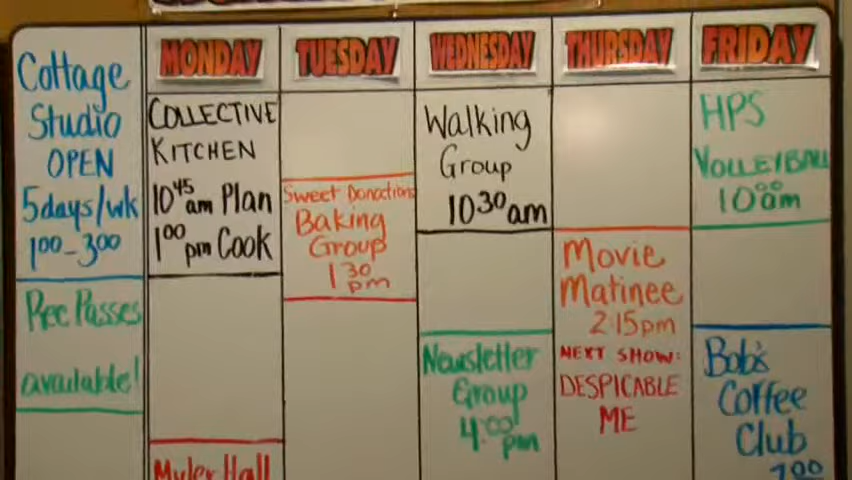 Cottage
Studio
OPEN
5days/wk
1:00-3:00
Rec Passes
available!
MONDAY
COLLECTIVE
KITCHEN
10:45 am Plan
1:00 pm Cook
Myler Hall
TUESDAY
Sweet Donations
Baking
Group
1:30 pm
WEDNESDAY
Walking
Group
10:30 am
Newsletter
Group
4:00 pm
THURSDAY
Movie
Matinee
2:15pm
NEXT SHOW:
DESPICABLE
ME
FRIDAY
HPS
VOLLEYBALL
10:00 am
Bob's
Coffee
Club